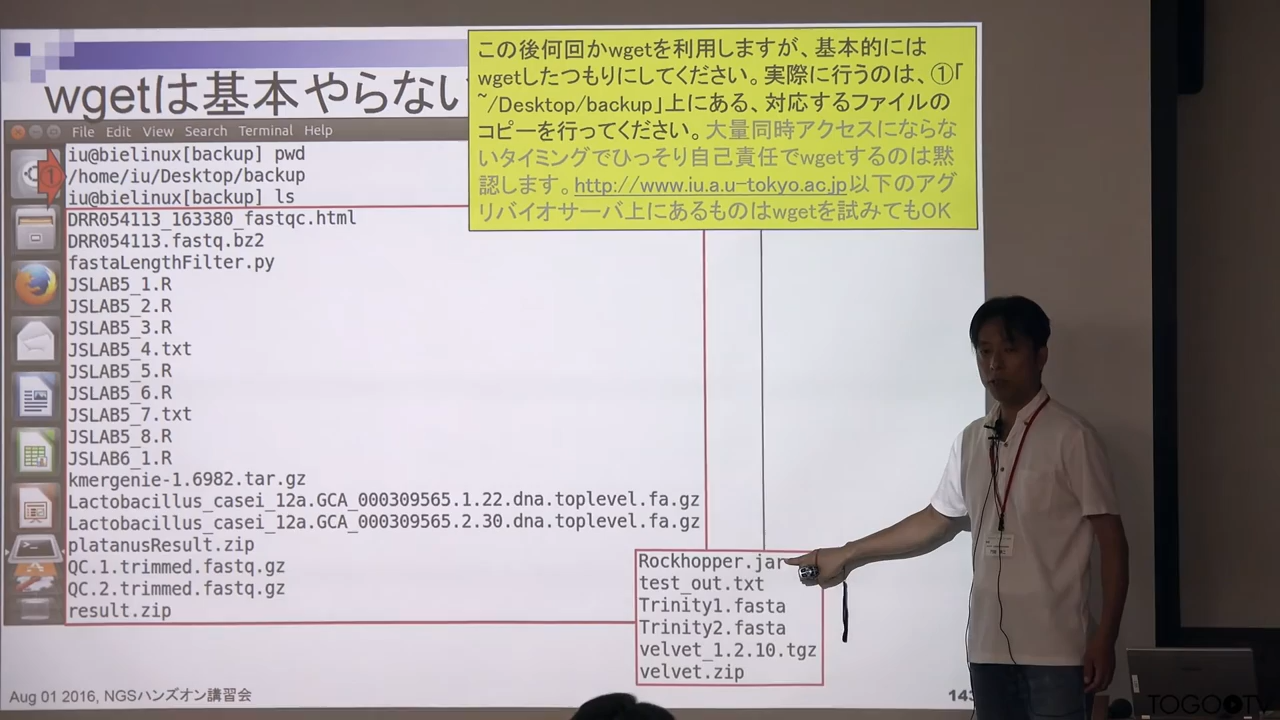 wgetは基本やらない
この後何回かwgetを利用しますが、基本的には
wgetしたつもりにしてください。実際に行うのは、①「
~/Desktop/backup」上にある、対応するファイルの
コピーを行ってください。大量同時アクセスにならな
いタイミングでひっそり自己責任でwgetするのは黙
認します。http://www.iu.a.u-tokyo.ac.jp以下のアグ
リバイオサーバ上にあるものはwgetを試みてもOK
File Edit View Search Terminal Help
iu@bielinux[backup] pwd
①
/home/iu/Desktop/backup
iu@bielinux[backup] ls
DRR054113_163380_fastqc.html
DRR054113.fastq.bz2
fastaLengthFilter.py
JSLAB5_1.R
JSLAB5_2.R
JSLAB5_3.R
JSLAB5_4.txt
JSLAB5_5.R
JSLAB5_6.R
JSLAB5_7.txt
JSLAB5_8.R
JSLAB6_1.R
kmergenie-1.6982.tar.gz
Lactobacillus_casei_12a.GCA_000309565.1.22.dna.toplevel.fa.gz
Lactobacillus_casei_12a.GCA_000309565.2.30.dna.toplevel.fa.gz
platanusResult.zip
QC.1.trimmed.fastq.gz
QC.2.trimmed.fastq.gz
result.zip
Rockhopper.jar
test_out.txt
Trinity1.fasta
Trinity2.fasta
velvet_1.2.10.tgz
velvet.zip
Aug 01 2016, NGSハンズオン講習会
143
TOGOTV